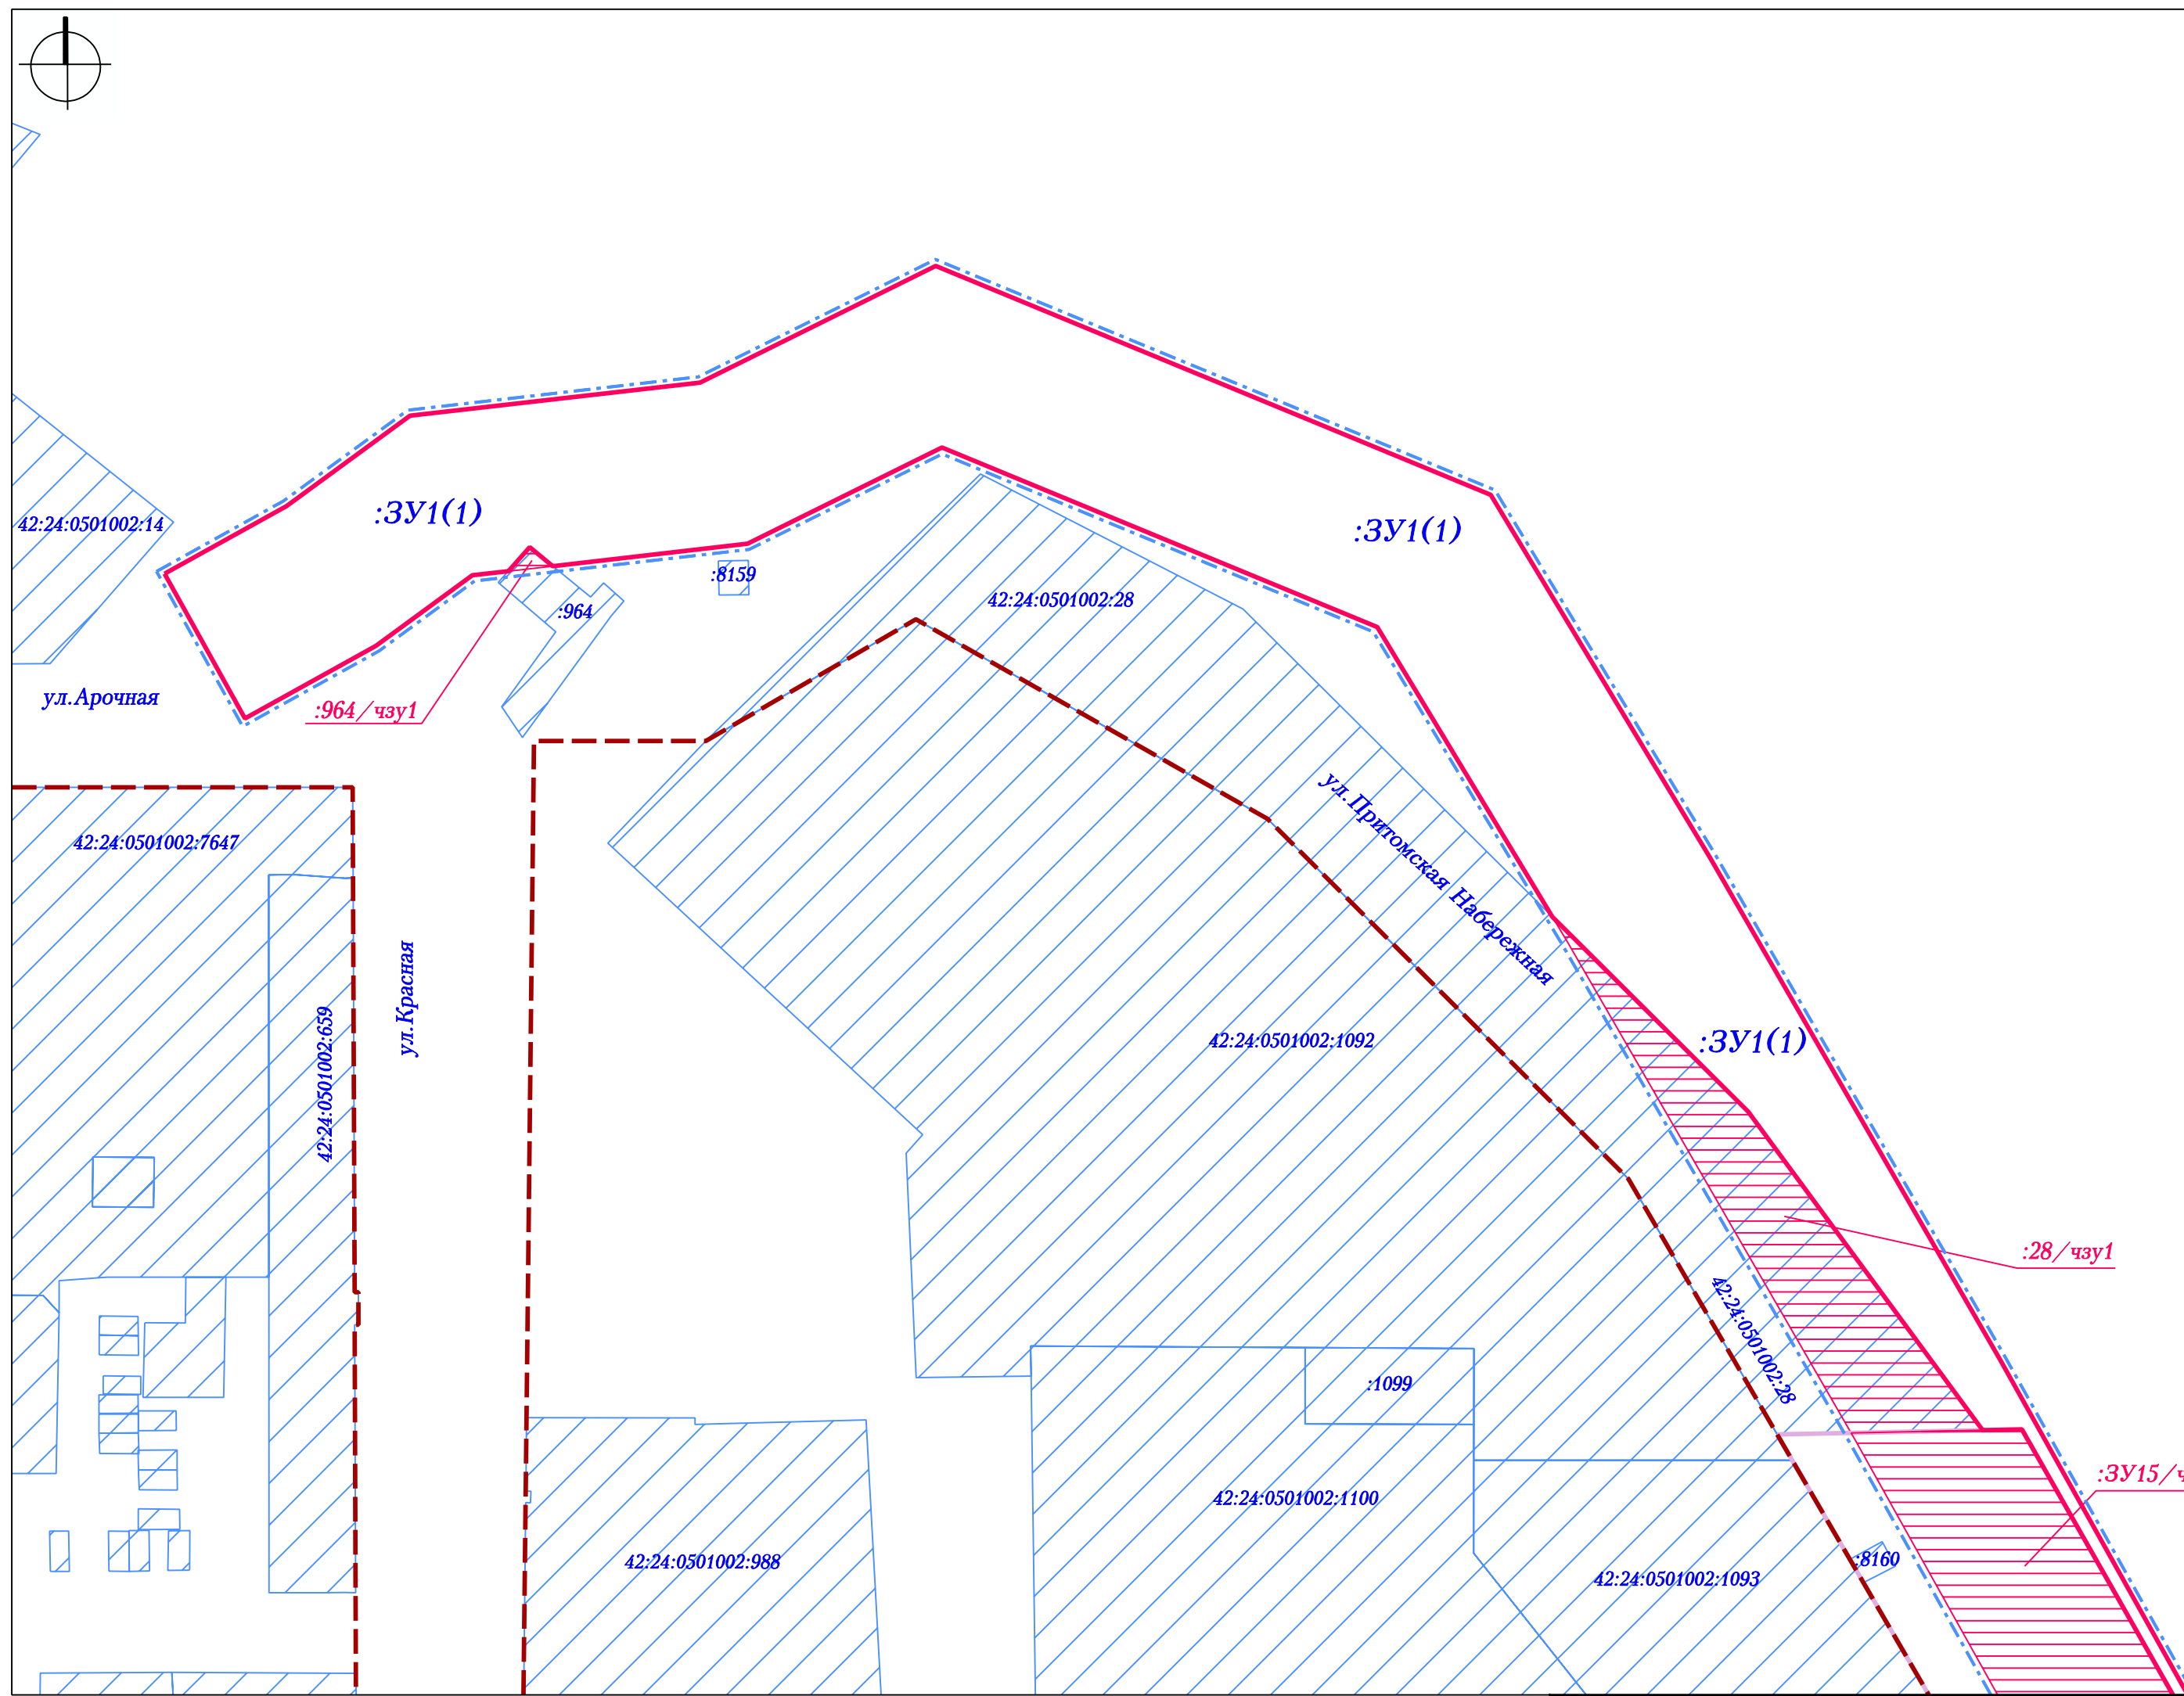 :ЗУ1(1)
42:24:0501002:14
:ЗУ1(1)
:8159
42:24:0501002:28
:964
ул.Арочная
:964/чзу1
ул.Притомская Набережная
42:24:0501002:7647
ул.Красная
42:24:0501002:659
42:24:0501002:1092
:ЗУ1(1)
:28/чзу1
42:24:0501002:28
:1099
:ЗУ15/ч
42:24:0501002:1100
42:24:0501002:988
:8160
42:24:0501002:1093